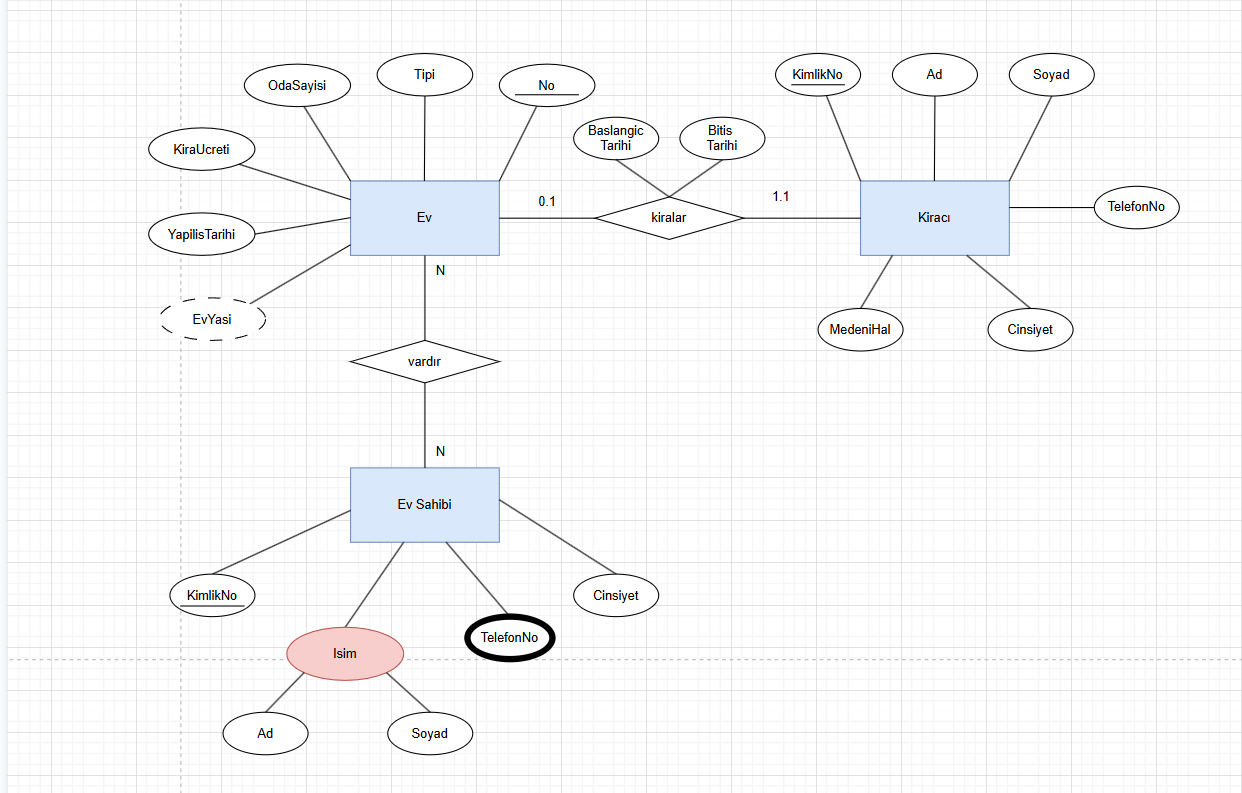 OdaSayisi
Tipi
No
KiraUcreti
YapilisTarihi
EvYasi
Ev
0.1
Baslangic
Tarihi
Bitis
Tarihi
kiralar
1.1
KimlikNo
Ad
Soyad
Kiracı
TelefonNo
MedeniHal
Cinsiyet
N
vardır
N
Ev Sahibi
KimlikNo
Isim
TelefonNo
Cinsiyet
Ad
Soyad